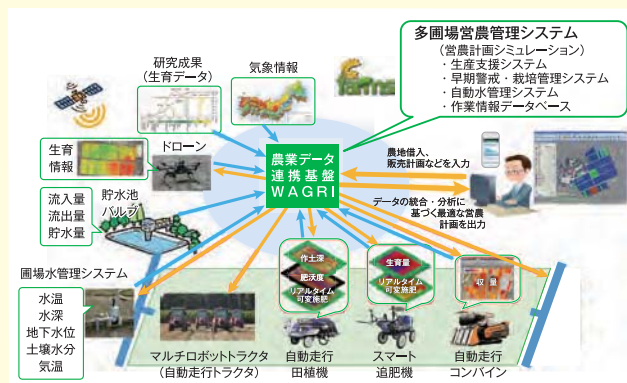 多圃場営農管理システム
(営農計画シミュレーション)
・生産支援システム
・早期警戒・栽培管理システム
・自動水管理システム
・作業情報データベース
研究成果
(生育データ)
気象情報
farms
生育
情報
ドローン
農業データ
連携基盤
WAGRI
農地借入、
販売計画などを入力
データの統合・分析に
基づく最適な営農
計画を出力
流入量
流出量
貯水量
貯水池
バルブ
圃場水管理システム
水温
水深
地下水位
土壌水分
気温
作土深
肥沃度
リアルタイム
可変施肥
生育量
リアルタイム
可変施肥
収量
マルチロボットトラクタ
(自動走行トラクタ)
自動走行
田植機
スマート
追肥機
自動走行
コンバイン